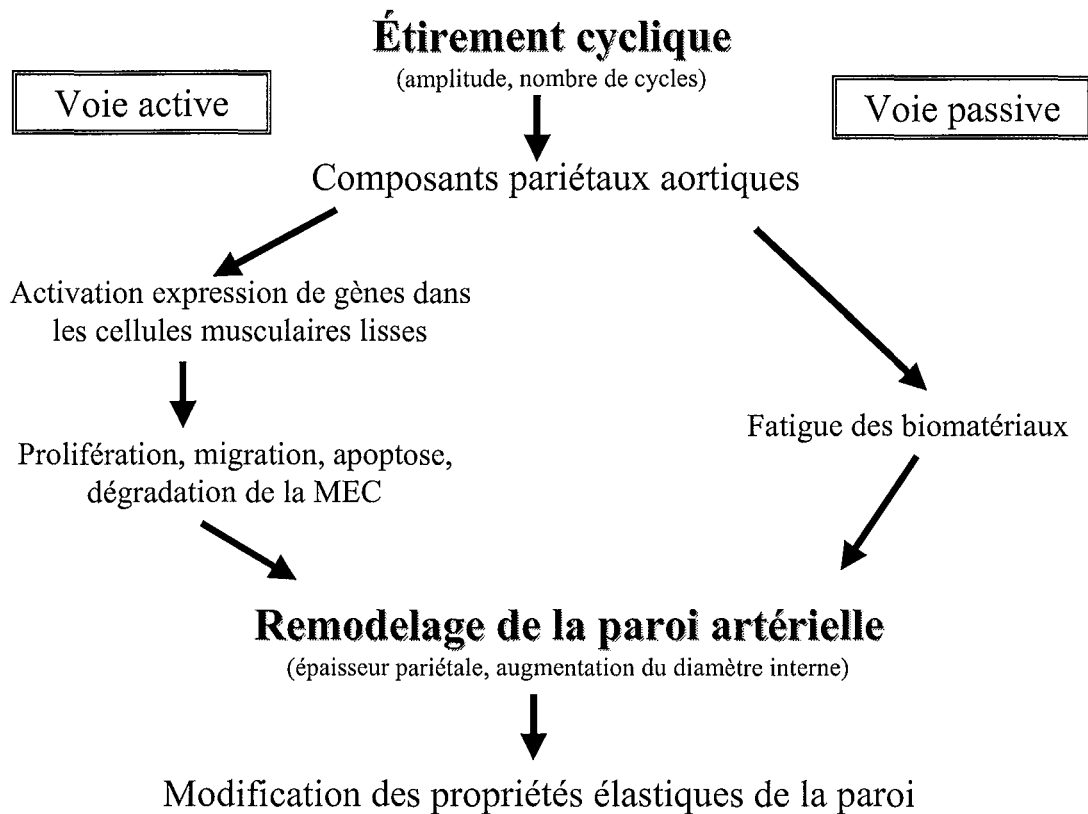 Étirement cyclique
(amplitude, nombre de cycles)
Voie active
Voie passive
Composants pariétaux aortiques
Activation expression de gènes dans
les cellules musculaires lisses
Fatigue des biomatériaux
Prolifération, migration, apoptose,
dégradation de la MEC
Remodelage de la paroi artérielle
(épaisseur pariétale, augmentation du diamètre interne)
Modification des propriétés élastiques de la paroi